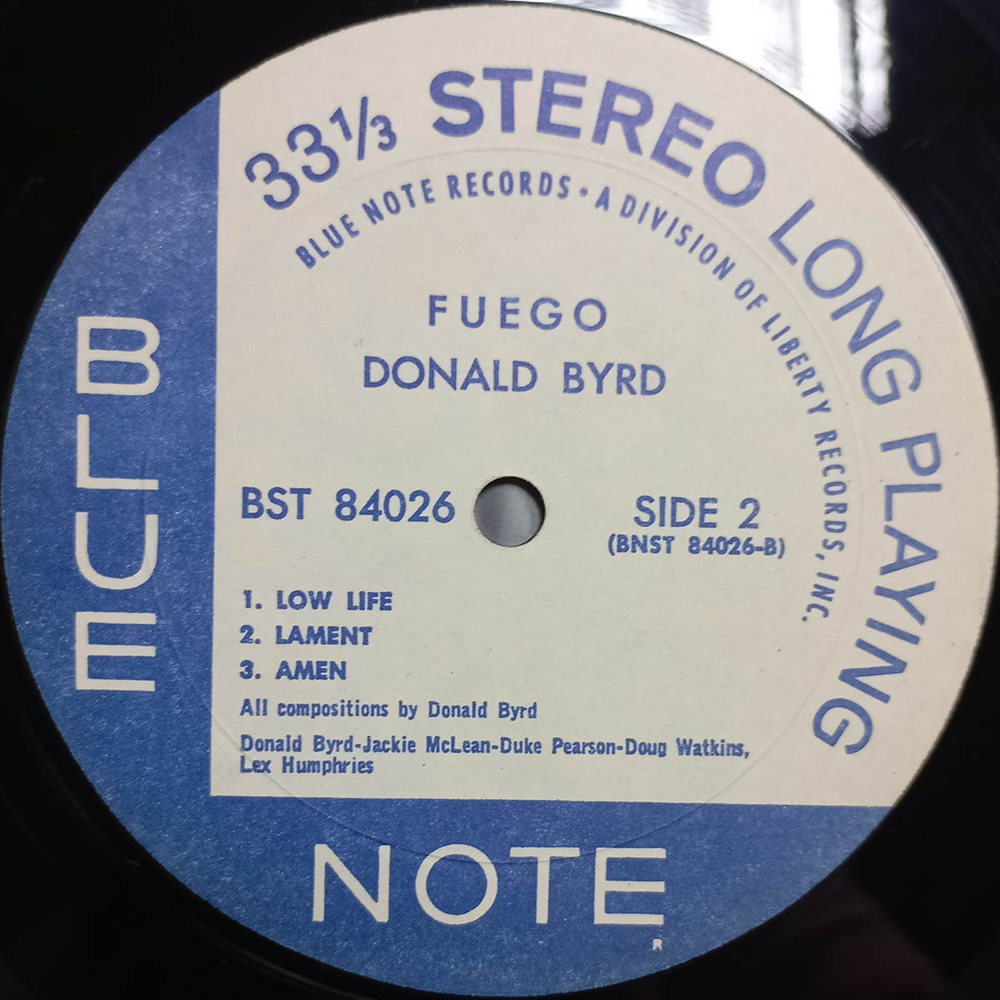 33⅓ STEREO LONG PLAYING
BLUE NOTE RECORDS • A DIVISION OF LIBERTY RECORDS, INC.
FUEGO
DONALD BYRD
BST 84026
SIDE 2
(BNST 84026-B)
1. LOW LIFE
2. LAMENT
3. AMEN
All compositions by Donald Byrd
Donald Byrd-Jackie McLean-Duke Pearson-Doug Watkins,
Lex Humphries
BLUE
NOTE
R